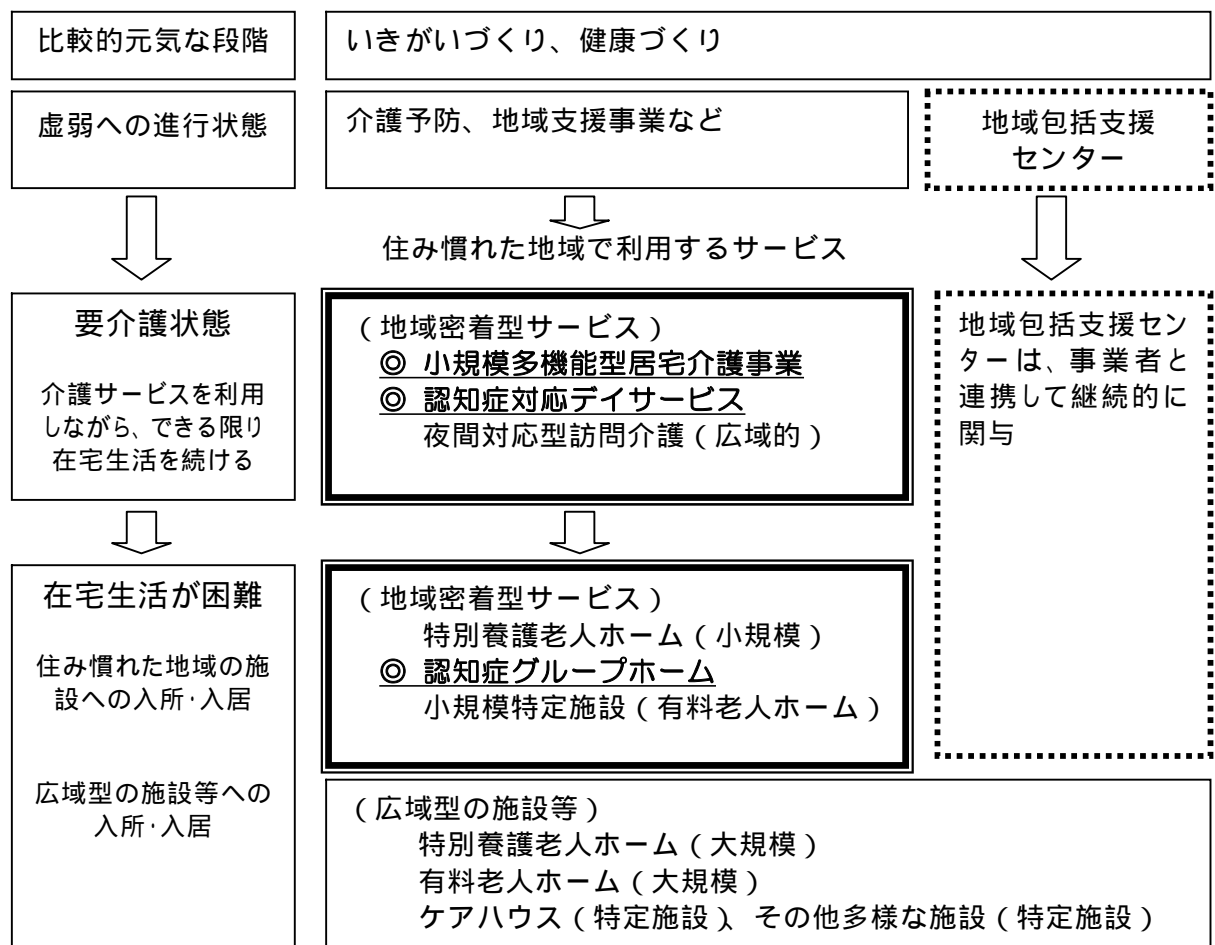 比較的元気な段階
いきがいづくり、健康づくり
虚弱への進行状態
介護予防、地域支援事業など
地域包括支援
センター
住み慣れた地域で利用するサービス
要介護状態
介護サービスを利用
しながら、できる限り
在宅生活を続ける
（地域密着型サービス）
◎ 小規模多機能型居宅介護事業
◎ 認知症対応デイサービス
夜間対応型訪問介護（広域的）
地域包括支援セン
ターは、事業者と
連携して継続的に
関与
在宅生活が困難
住み慣れた地域の施
設への入所・入居
広域型の施設等への
入所・入居
（地域密着型サービス）
特別養護老人ホーム（小規模）
◎ 認知症グループホーム
小規模特定施設（有料老人ホーム）
（広域型の施設等）
特別養護老人ホーム（大規模）
有料老人ホーム（大規模）
ケアハウス（特定施設）、その他多様な施設（特定施設）